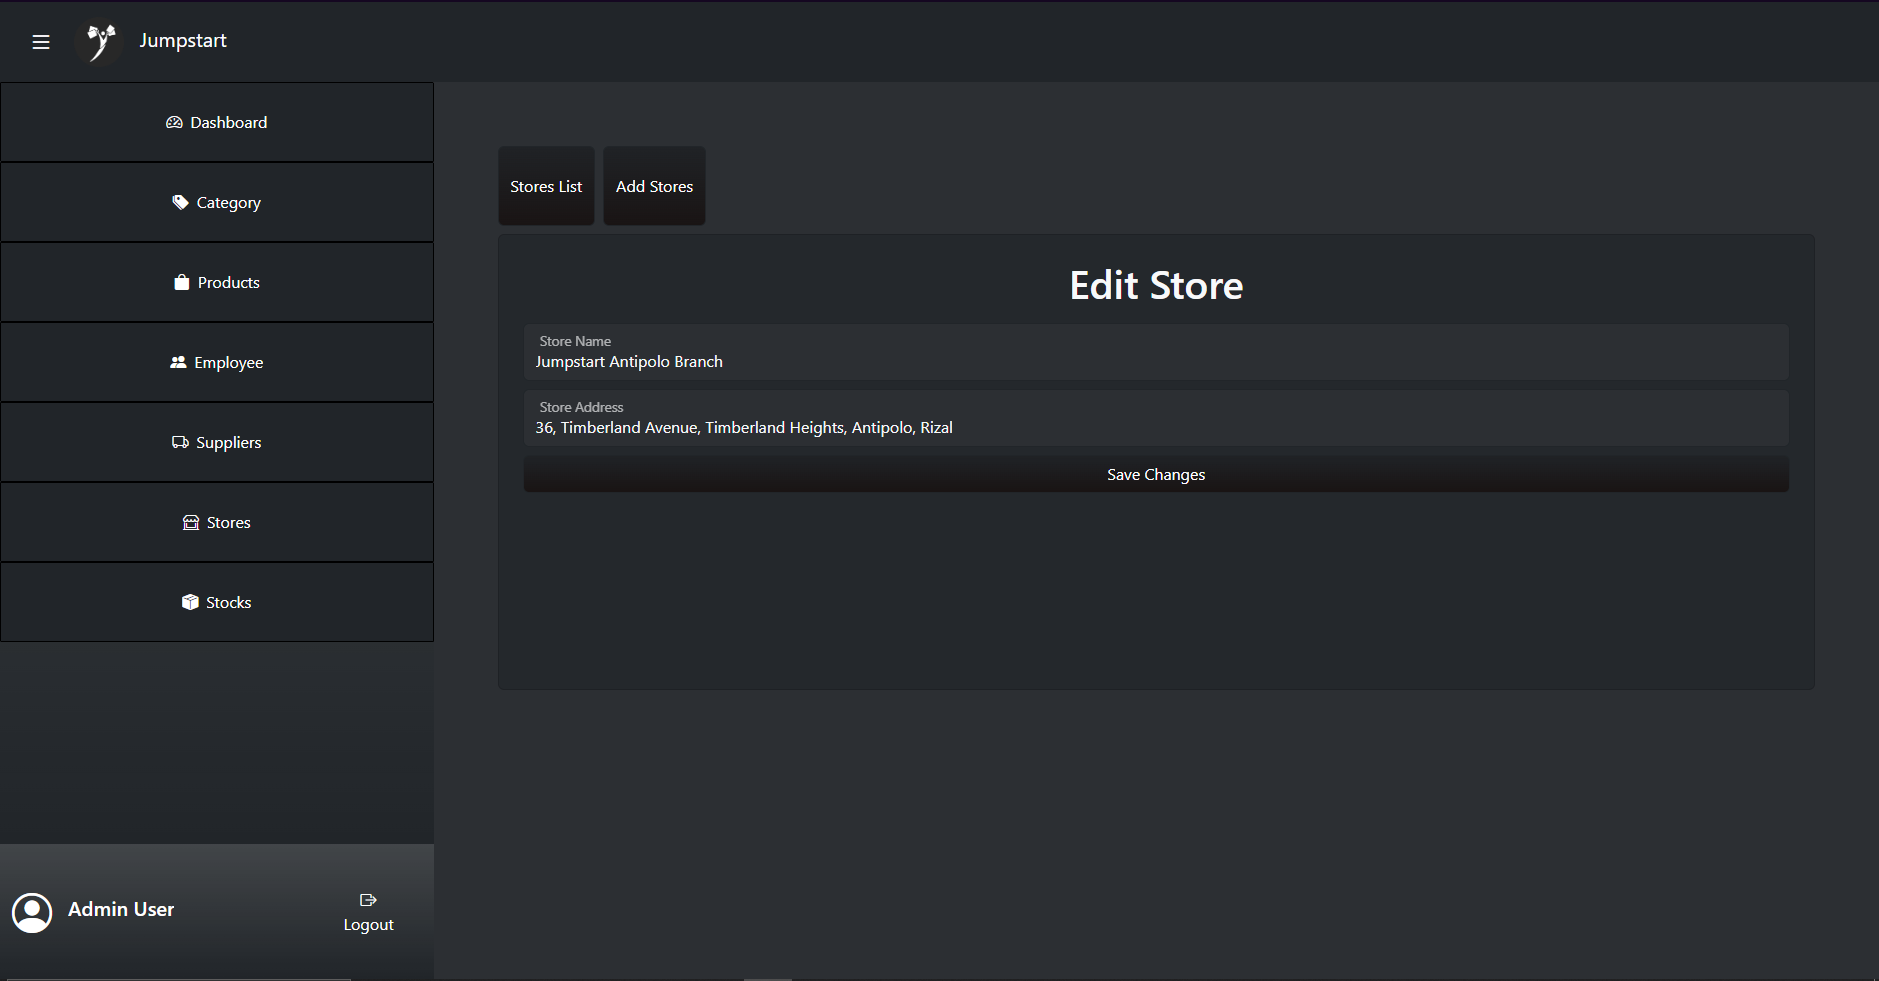 Jumpstart
Dashboard
Category
Products
Employee
Suppliers
Stores
Stocks
Admin User
Logout
Stores List
Add Stores
Edit Store
Store Name
Jumpstart Antipolo Branch
Store Address
36, Timberland Avenue, Timberland Heights, Antipolo, Rizal
Save Changes